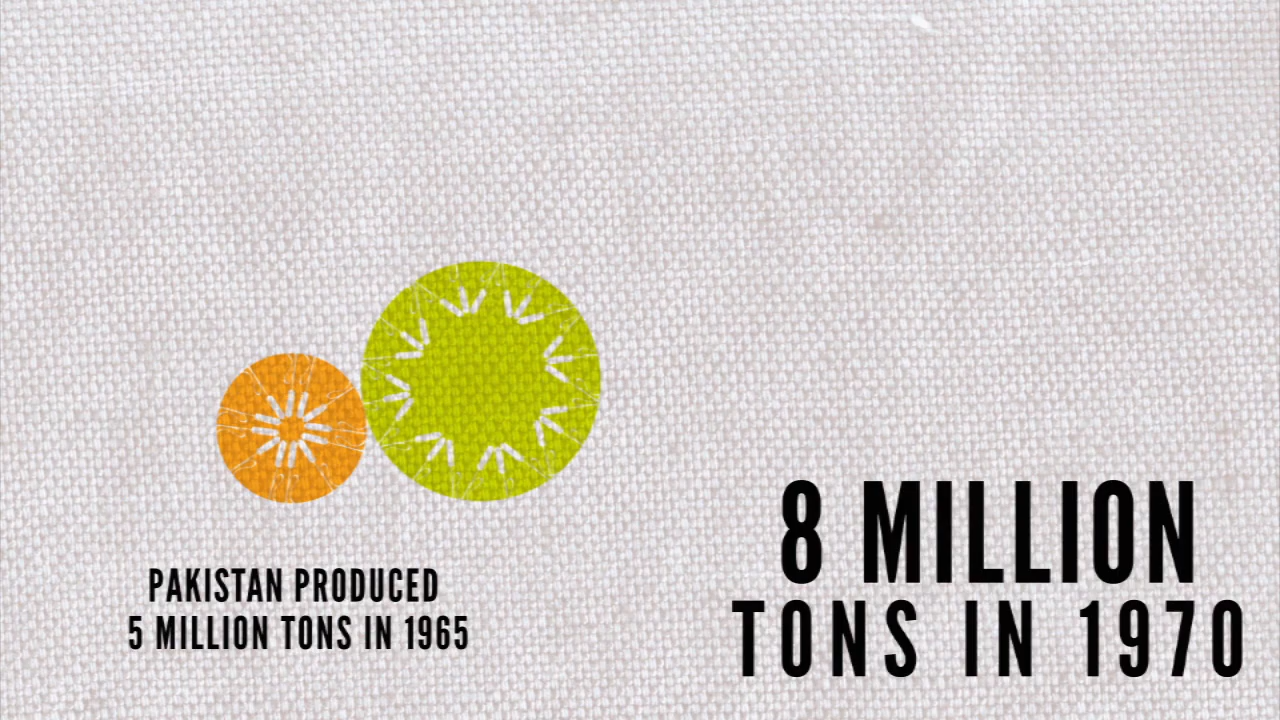 PAKISTAN PRODUCED
5 MILLION TONS IN 1965
8 MILLION
TONS IN 1970